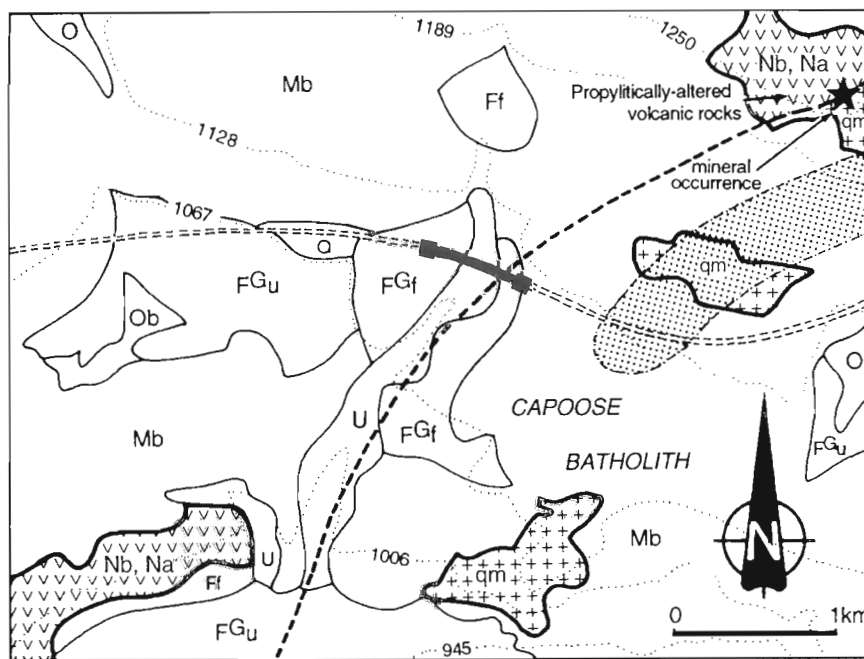 O
1189
1250
Mb
Ff
Nb, Na
Propylitically-altered
volcanic rocks
qm
1128
mineral
occurrence
1067
O
qm
FGu
FGf
Ob
O
CAPOOSE
U
FGf
FGu
Mb
BATHOLITH
N
Nb, Na
U
1006
qm
Mb
Ff
0
1km
FGu
945